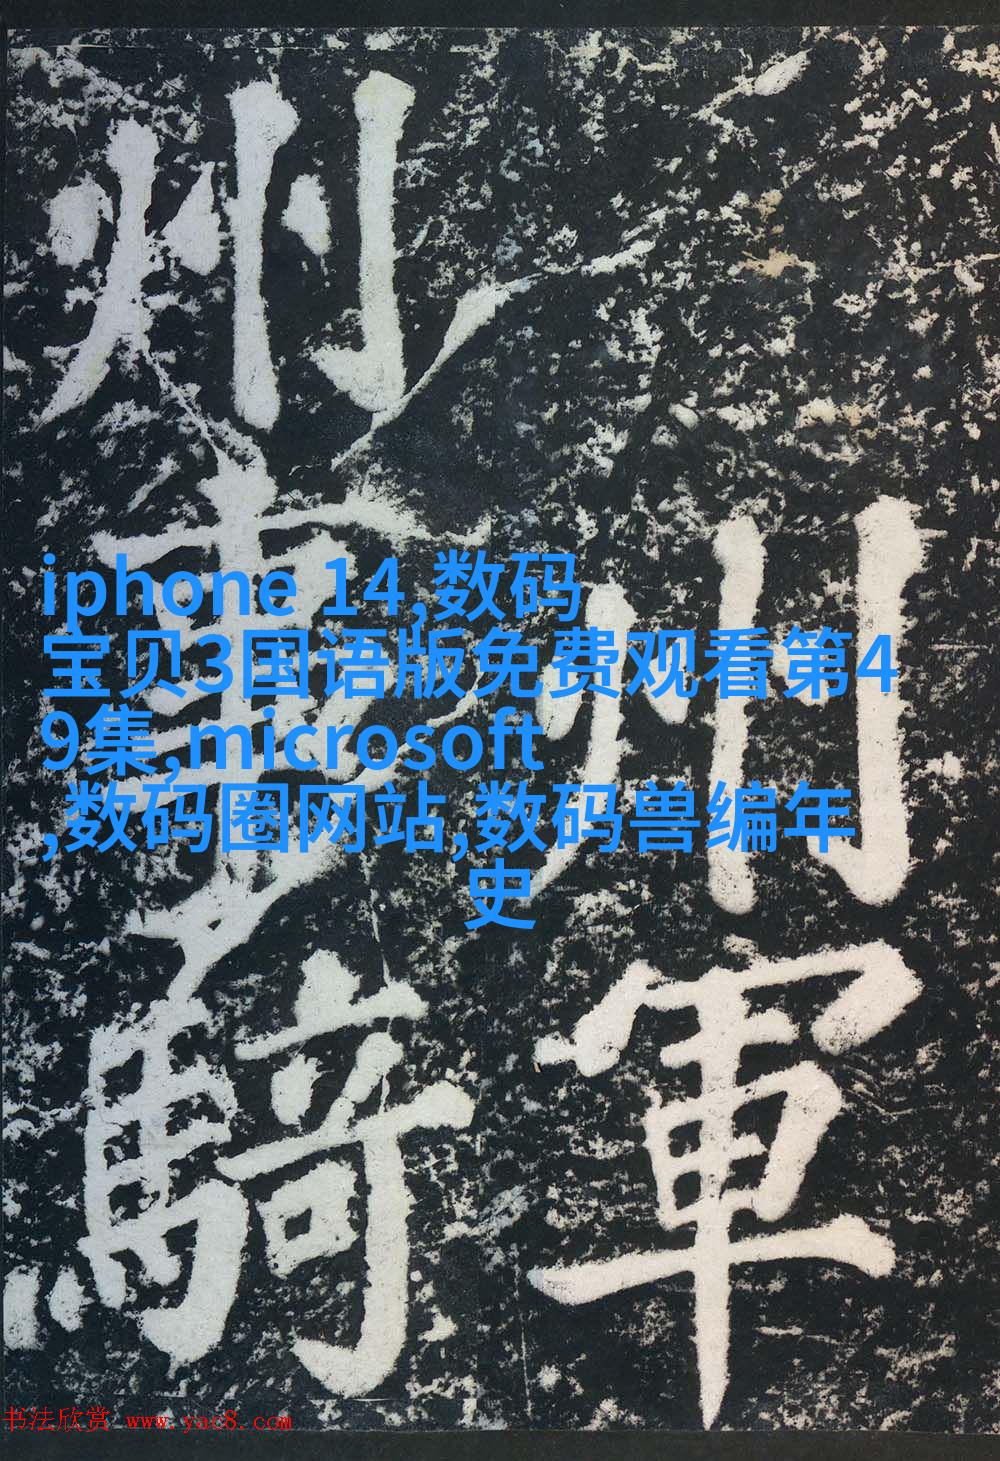 川軍
州事騎
iphone 14,数码
宝贝3国语版免费观看第4
9集,microsoft
,数码圈网站,数码兽编年
史
书法欣赏 www.yac8.com